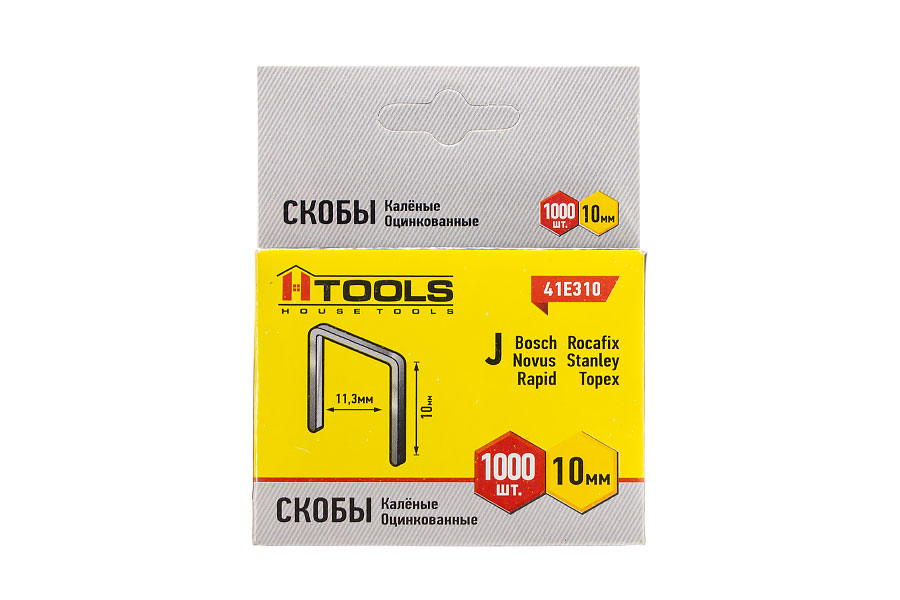 СКОБЫ Калёные
Оцинкованные
1000 шт.
10мм
HTOOLS
HOUSE TOOLS
41E310
J
Bosch Rocafix
Novus Stanley
Rapid Topex
11,3мм
10мм
1000 шт.
10мм
СКОБЫ Калёные
Оцинкованные